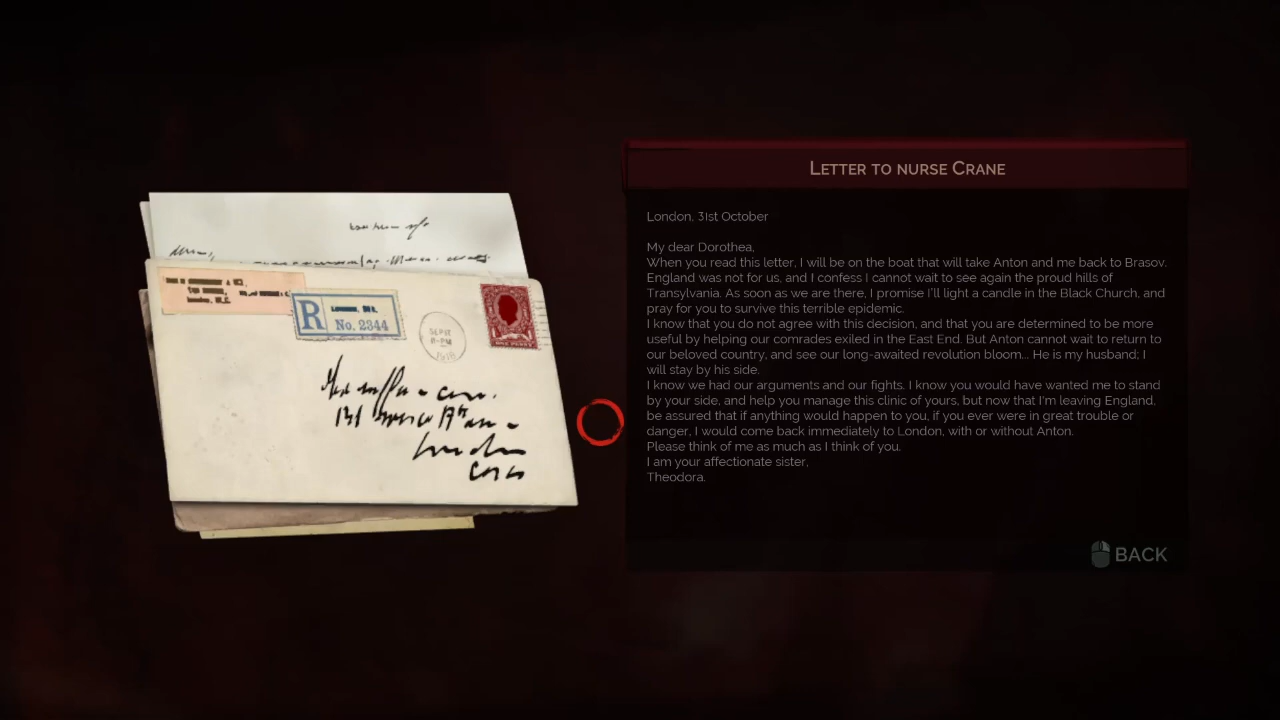 LETTER TO NURSE CRANE
London, 31st October
My dear Dorothea,
When you read this letter, I will be on the boat that will take Anton and me back to Brasov.
England was not for us, and I confess I cannot wait to see again the proud hills of
Transylvania. As soon as we are there, I promise I'll light a candle in the Black Church, and
pray for you to survive this terrible epidemic.
I know that you do not agree with this decision, and that you are determined to be more
useful by helping our comrades exiled in the East End. But Anton cannot wait to return to
our beloved country, and see our long-awaited revolution bloom... He is my husband; I
will stay by his side.
I know we had our arguments and our fights. I know you would have wanted me to stand
by your side, and help you manage this clinic of yours, but now that I'm leaving England,
be assured that if anything would happen to you, if you ever were in great trouble or
danger, I would come back immediately to London, with or without Anton.
Please think of me as much as I think of you.
I am your affectionate sister,
Theodora.
BACK
R
No. 2344
ONE PENNY
1918